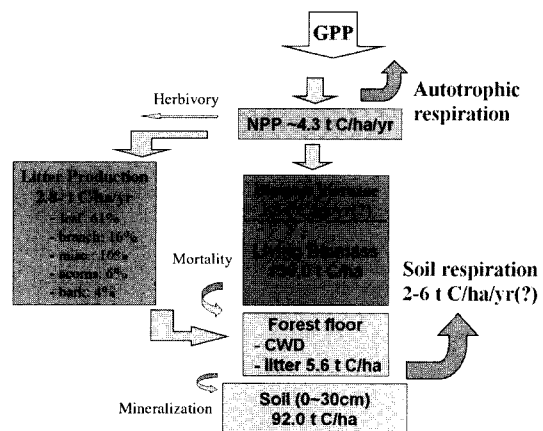 GPP
Autotrophic
respiration
Herbivory
NPP ~4.3 t C/ha/yr
Litter Production
- leaf: 61%
- branch: 16%
- acorns: 6%
- bark: 4%
Living Biomass
t C/ha
Mortality
Soil respiration
2-6 t C/ha/yr(?)
Forest floor
- CWD
- litter 5.6 t C/ha
Mineralization
Soil (0~30cm)
92.0 t C/ha